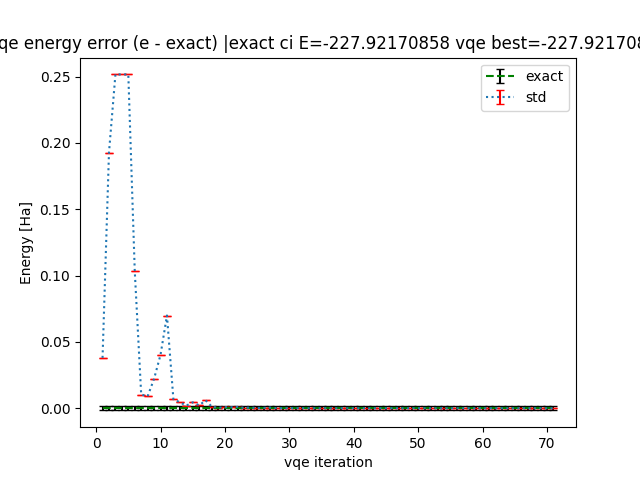 qe energy error (e - exact) |exact ci E=-227.92170858 vqe best=-227.921708
exact
std
0.25
0.20
0.15
0.10
0.05
0.00
Energy [Ha]
0 10 20 30 40 50 60 70
vqe iteration